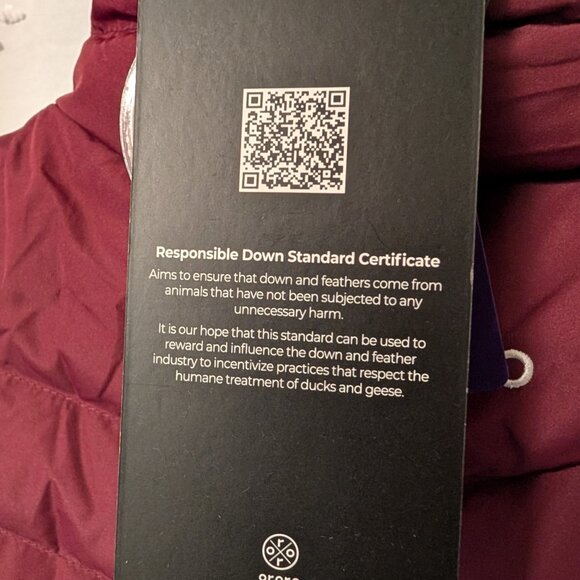 Responsible Down Standard Certificate
Aims to ensure that down and feathers come from
animals that have not been subjected to any
unnecessary harm.
It is our hope that this standard can be used to
reward and influence the down and feather
industry to incentivize practices that respect the
humane treatment of ducks and geese.
r
o o
r